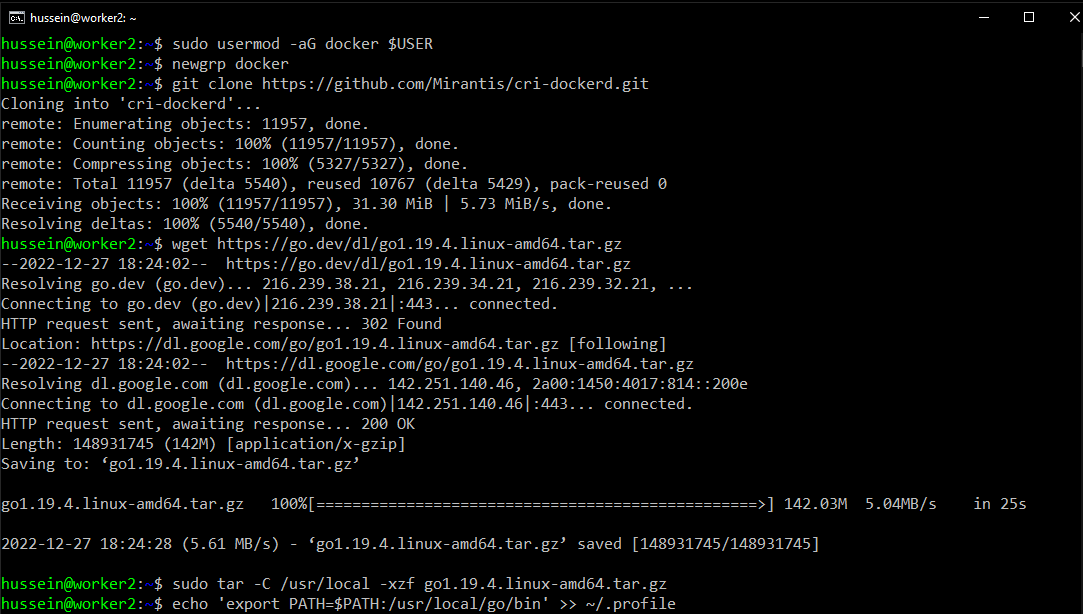 hussein@worker2: ~
hussein@worker2:~$ sudo usermod -aG docker $USER
hussein@worker2:~$ newgrp docker
hussein@worker2:~$ git clone https://github.com/Mirantis/cri-dockerd.git
Cloning into 'cri-dockerd'...
remote: Enumerating objects: 11957, done.
remote: Counting objects: 100% (11957/11957), done.
remote: Compressing objects: 100% (5327/5327), done.
remote: Total 11957 (delta 5540), reused 10767 (delta 5429), pack-reused 0
Receiving objects: 100% (11957/11957), 31.30 MiB | 5.73 MiB/s, done.
Resolving deltas: 100% (5540/5540), done.
hussein@worker2:~$ wget https://go.dev/dl/go1.19.4.linux-amd64.tar.gz
--2022-12-27 18:24:02--  https://go.dev/dl/go1.19.4.linux-amd64.tar.gz
Resolving go.dev (go.dev)... 216.239.38.21, 216.239.34.21, 216.239.32.21, ...
Connecting to go.dev (go.dev)|216.239.38.21|:443... connected.
HTTP request sent, awaiting response... 302 Found
Location: https://dl.google.com/go/go1.19.4.linux-amd64.tar.gz [following]
--2022-12-27 18:24:02--  https://dl.google.com/go/go1.19.4.linux-amd64.tar.gz
Resolving dl.google.com (dl.google.com)... 142.251.140.46, 2a00:1450:4017:814::200e
Connecting to dl.google.com (dl.google.com)|142.251.140.46|:443... connected.
HTTP request sent, awaiting response... 200 OK
Length: 148931745 (142M) [application/x-gzip]
Saving to: ‘go1.19.4.linux-amd64.tar.gz’
go1.19.4.linux-amd64.tar.gz   100%[=================================================>] 142.03M  5.04MB/s    in 25s
2022-12-27 18:24:28 (5.61 MB/s) - ‘go1.19.4.linux-amd64.tar.gz’ saved [148931745/148931745]
hussein@worker2:~$ sudo tar -C /usr/local -xzf go1.19.4.linux-amd64.tar.gz
hussein@worker2:~$ echo 'export PATH=$PATH:/usr/local/go/bin' >> ~/.profile